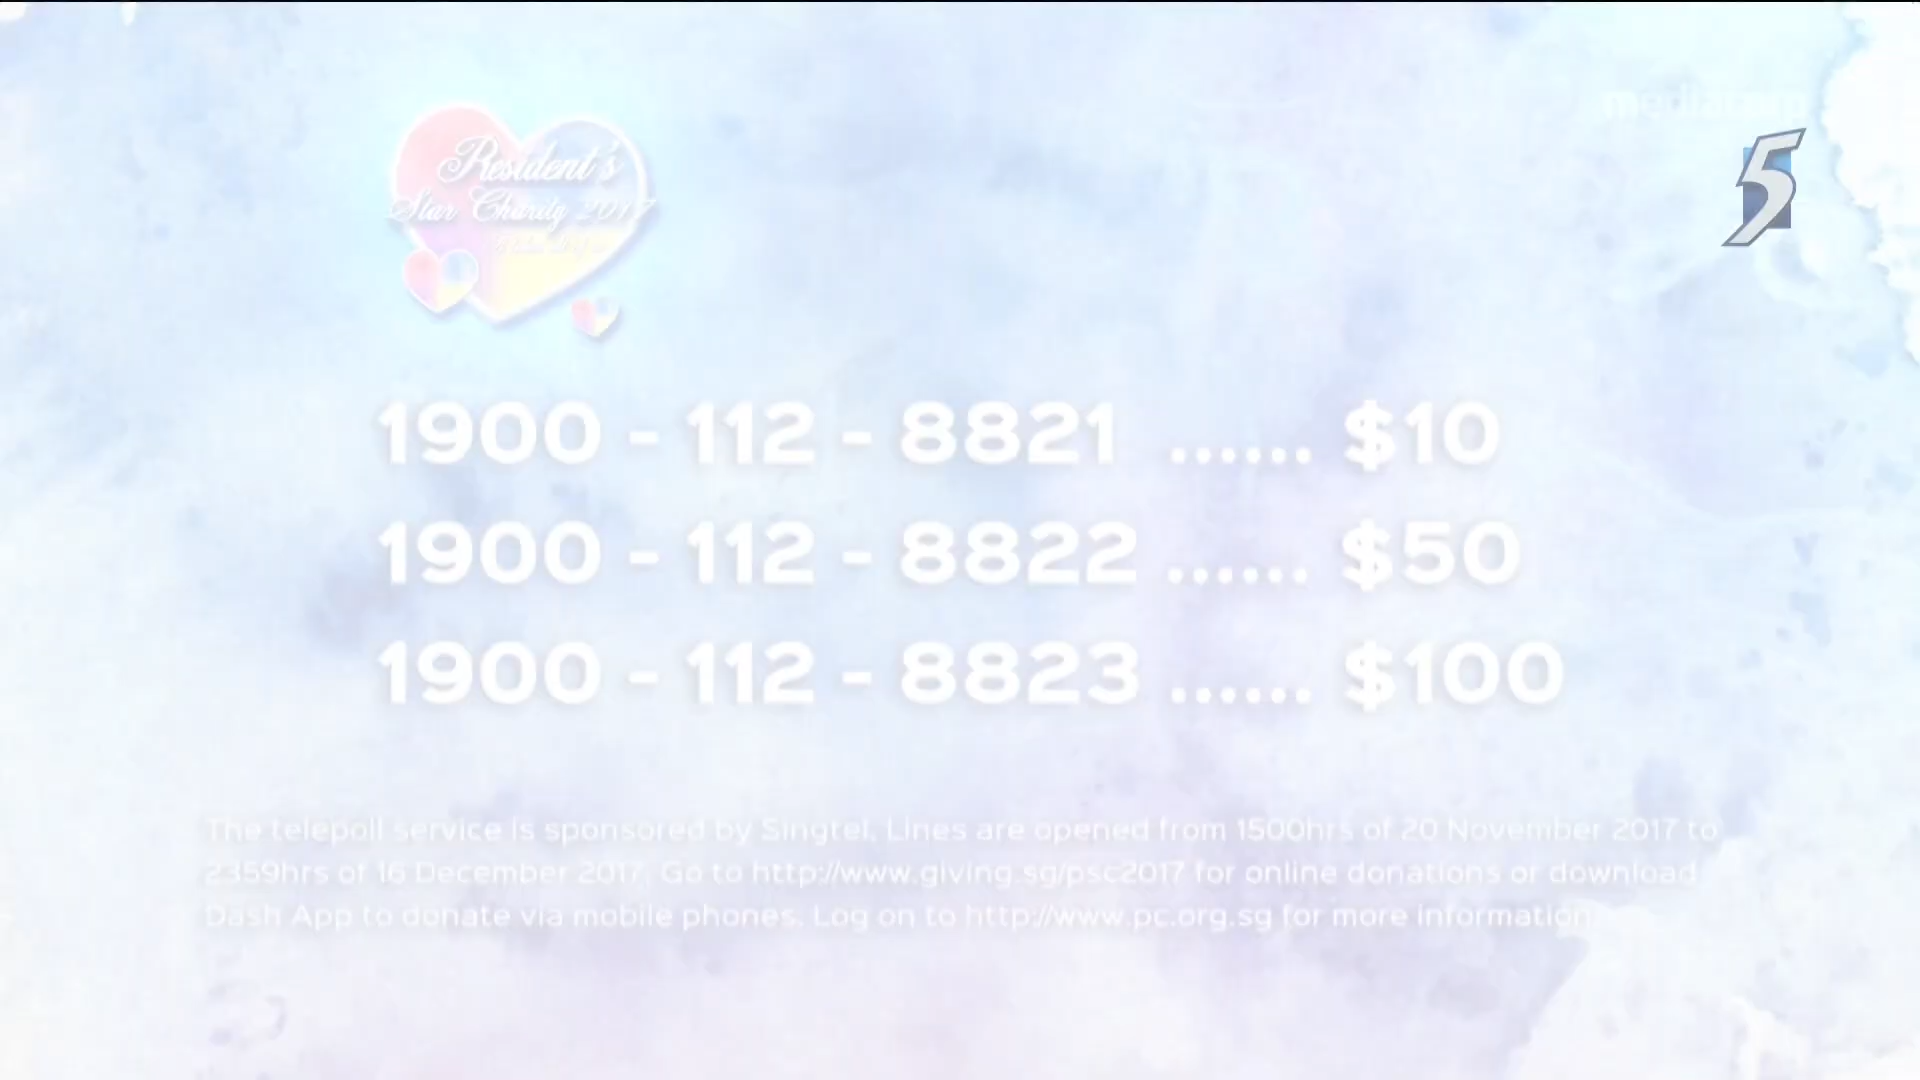 mediacorp
5
Resident's
Star Charity 2017
1900 - 112 - 8821 ...... $10
1900 - 112 - 8822 ...... $50
1900 - 112 - 8823 ...... $100
The telepoll service is sponsored by Singtel. Lines are opened from 1500hrs of 20 November 2017 to
2359hrs of 16 December 2017. Go to http://www.giving.sg/psc2017 for online donations or download
Dash App to donate via mobile phones. Log on to http://www.pc.org.sg for more information.